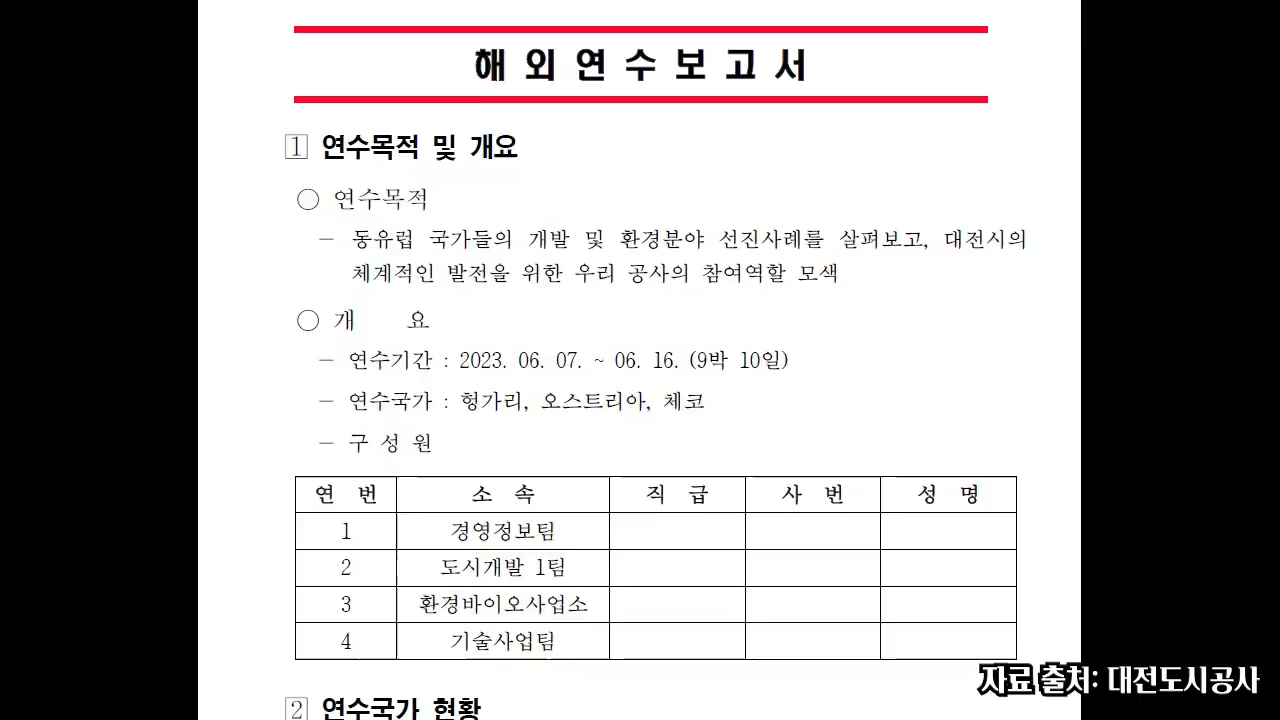 해 외 연 수 보 고 서
1 연수목적 및 개요
○ 연수목적
- 동유럽 국가들의 개발 및 환경분야 선진사례를 살펴보고, 대전시의
체계적인 발전을 위한 우리 공사의 참여역할 모색
○ 개 요
- 연수기간 : 2023. 06. 07. ~ 06. 16. (9박 10일)
- 연수국가 : 헝가리, 오스트리아, 체코
- 구 성 원
연 번 소 속 직 급 사 번 성 명
1 경영정보팀
2 도시개발 1팀
3 환경바이오사업소
4 기술사업팀
2 연수국가 현황
자료 출처: 대전도시공사